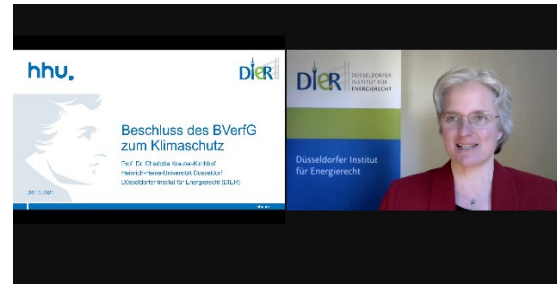 hhu.
DieR
Beschluss des BVerfG
zum Klimaschutz
Prof. Dr. Charlotte Kreuter-Kirchhof
Heinrich-Heine-Universität Düsseldorf
Düsseldorfer Institut für Energierecht (DIER)
DieR
DÜSSELDORFER
INSTITUT FÜR
ENERGIERECHT
Düsseldorfer Institut
für Energierecht